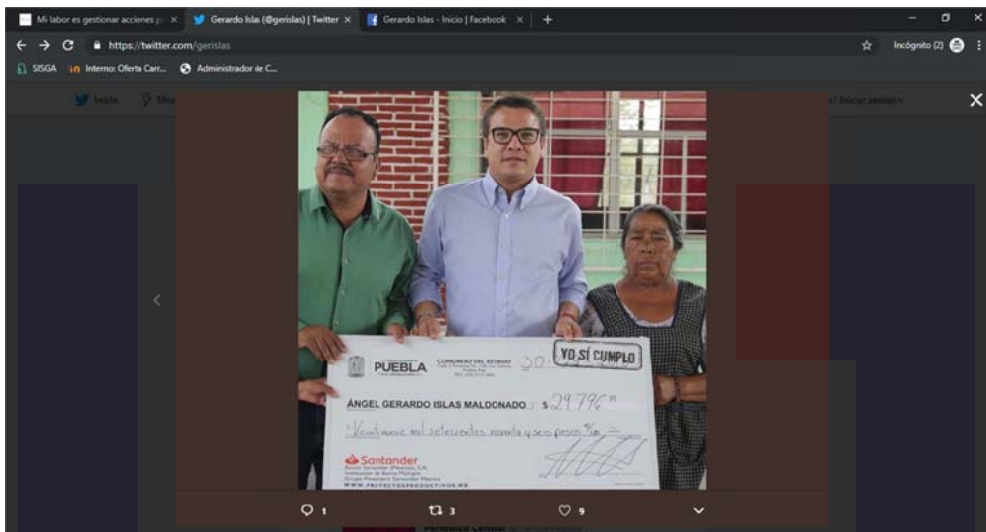 Mi labor es gestionar acciones p
Gerardo Islas (@gerislas) | Twitter
Gerardo Islas - Inicio | Facebook
https://twitter.com/gerislas
Incógnito (2)
SISGA
Interno: Oferta Carr...
Administrador de C...
Inicio
Iniciar sesión
YO SÍ CUMPLO
PUEBLA
CONGRESO DEL ESTADO
30
ÁNGEL GERARDO ISLAS MALDONADO
$ 29,796
Veintinueve mil setecientos noventa y seis pesos
Santander
Banco Santander (México), S.A.
Institución de Banca Múltiple
Grupo Financiero Santander México
WWW.PROYECTOSPRODUCTIVOS.MX
1
3
9
Periódico Central